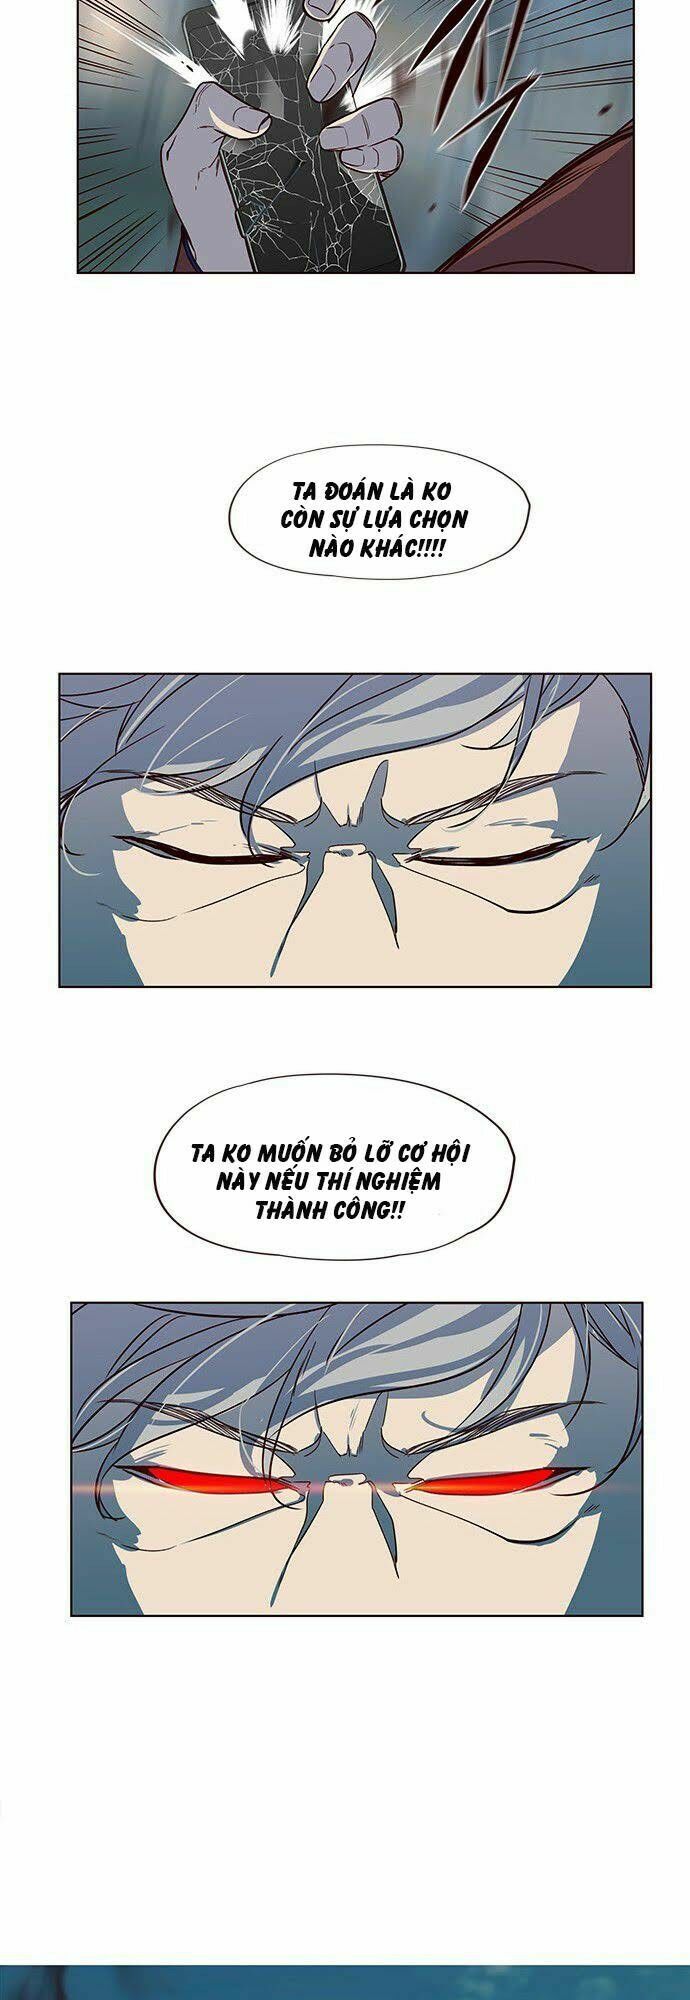 TA ĐOÁN LÀ KO
CÒN SỰ LỰA CHỌN
NÀO KHÁC!!!!
TA KO MUỐN BỎ LỠ CƠ HỘI
NÀY NẾU THÍ NGHIỆM
THÀNH CÔNG!!